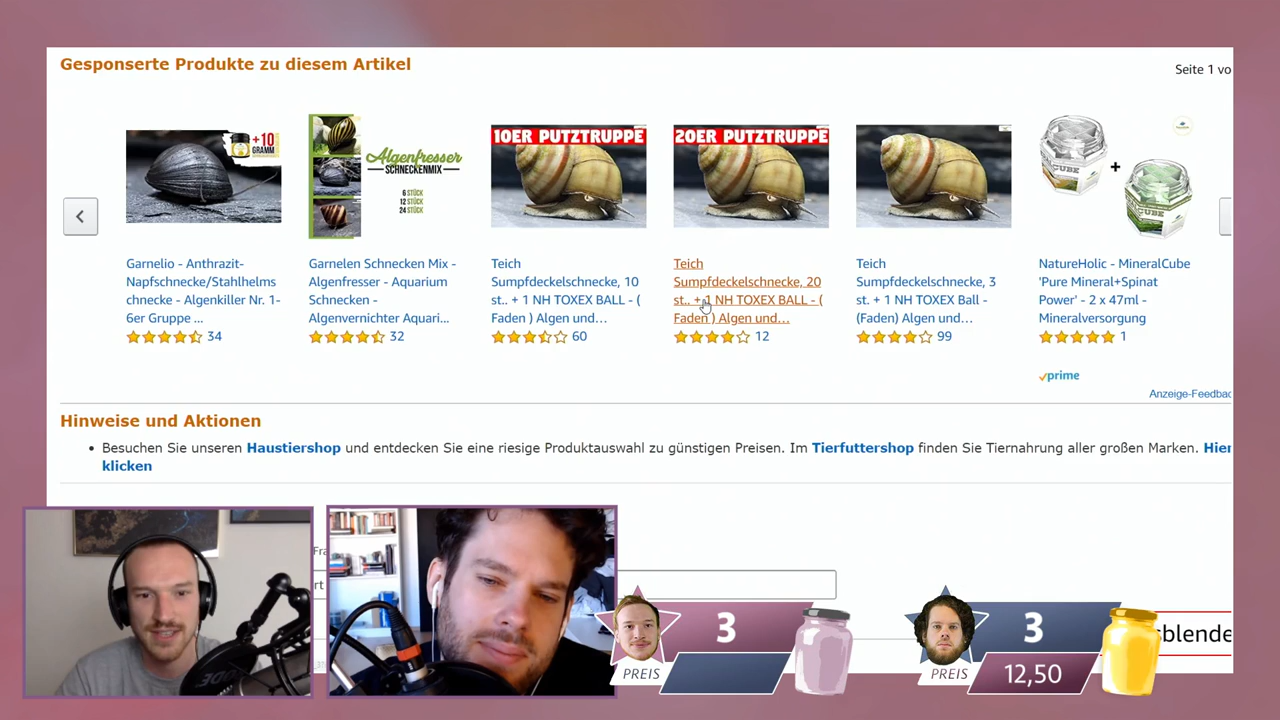 Gesponserte Produkte zu diesem Artikel
Seite 1 vo
+10
GRAMM
Algenfresser
SCHNECKENMIX
6 STÜCK
12 STÜCK
24 STÜCK
10ER PUTZTRUPPE
20ER PUTZTRUPPE
CUBE
+
CUBE
Garnelio - Anthrazit-
Napfschnecke/Stahlhelms
chnecke - Algenkiller Nr. 1-
6er Gruppe ...
34
Garnelen Schnecken Mix -
Algenfresser - Aquarium
Schnecken -
Algenvernichter Aquari...
32
Teich
Sumpfdeckelschnecke, 10
st.. + 1 NH TOXEX BALL - (
Faden ) Algen und...
60
Teich
Sumpfdeckelschnecke, 20
st.. + 1 NH TOXEX BALL - (
Faden ) Algen und...
12
Teich
Sumpfdeckelschnecke, 3
st. + 1 NH TOXEX Ball -
(Faden) Algen und...
99
NatureHolic - MineralCube
'Pure Mineral+Spinat
Power' - 2 x 47ml -
Mineralversorgung
1
prime
Anzeige-Feedbac
Hinweise und Aktionen
• Besuchen Sie unseren Haustiershop und entdecken Sie eine riesige Produktauswahl zu günstigen Preisen. Im Tierfuttershop finden Sie Tiernahrung aller großen Marken. Hier
klicken
Fra
rt
3
PREIS
3
PREIS
12,50
sblende